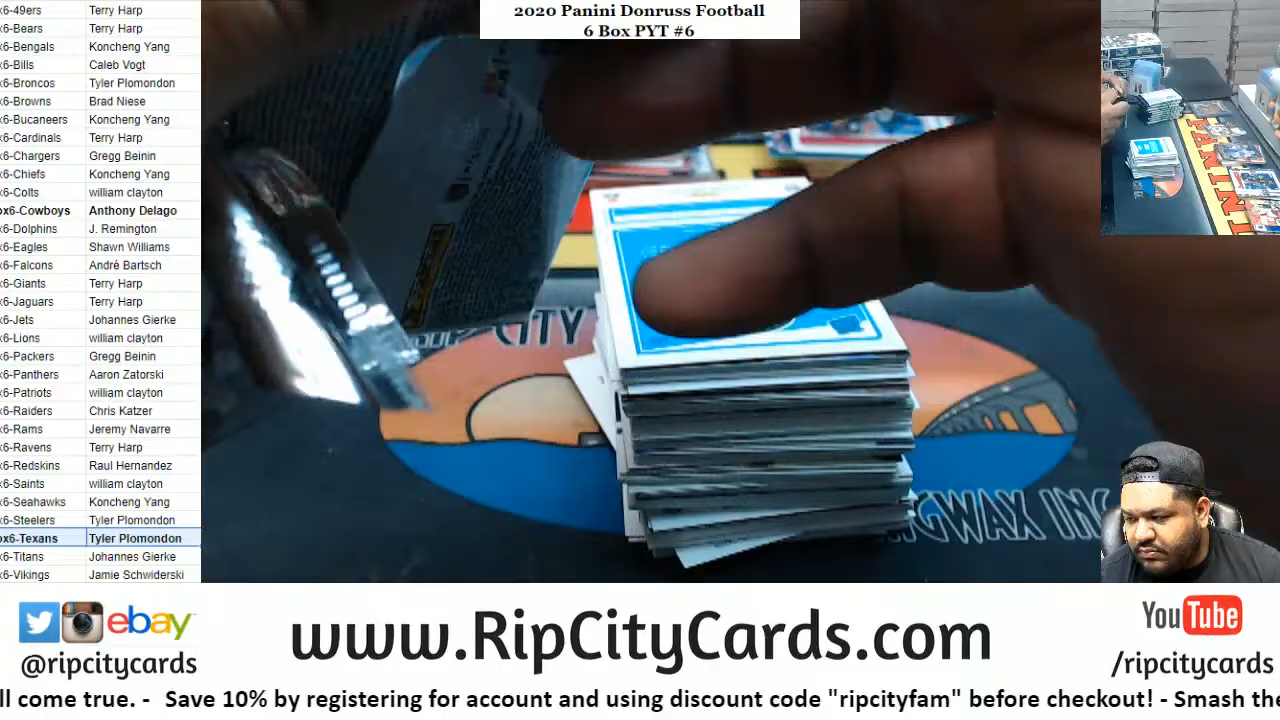 2020 Panini Donruss Football
6 Box PYT #6
x6-49ers Terry Harp
x6-Bears Terry Harp
x6-Bengals Koncheng Yang
x6-Bills Caleb Vogt
x6-Broncos Tyler Plomondon
x6-Browns Brad Niese
x6-Bucaneers Koncheng Yang
x6-Cardinals Terry Harp
x6-Chargers Gregg Beinin
x6-Chiefs Koncheng Yang
x6-Colts william clayton
ox6-Cowboys Anthony Delago
x6-Dolphins J. Remington
x6-Eagles Shawn Williams
x6-Falcons André Bartsch
x6-Giants Terry Harp
x6-Jaguars Terry Harp
x6-Jets Johannes Gierke
x6-Lions william clayton
x6-Packers Gregg Beinin
x6-Panthers Aaron Zatorski
x6-Patriots william clayton
x6-Raiders Chris Katzer
x6-Rams Jeremy Navarre
x6-Ravens Terry Harp
x6-Redskins Raul Hernandez
x6-Saints william clayton
x6-Seahawks Koncheng Yang
x6-Steelers Tyler Plomondon
ox6-Texans Tyler Plomondon
x6-Titans Johannes Gierke
x6-Vikings Jamie Schwiderski
CITY
GWAX INC
PANINI
ebay
@ripcitycards
www.RipCityCards.com
YouTube
/ripcitycards
ll come true. - Save 10% by registering for account and using discount code "ripcityfam" before checkout! - Smash the